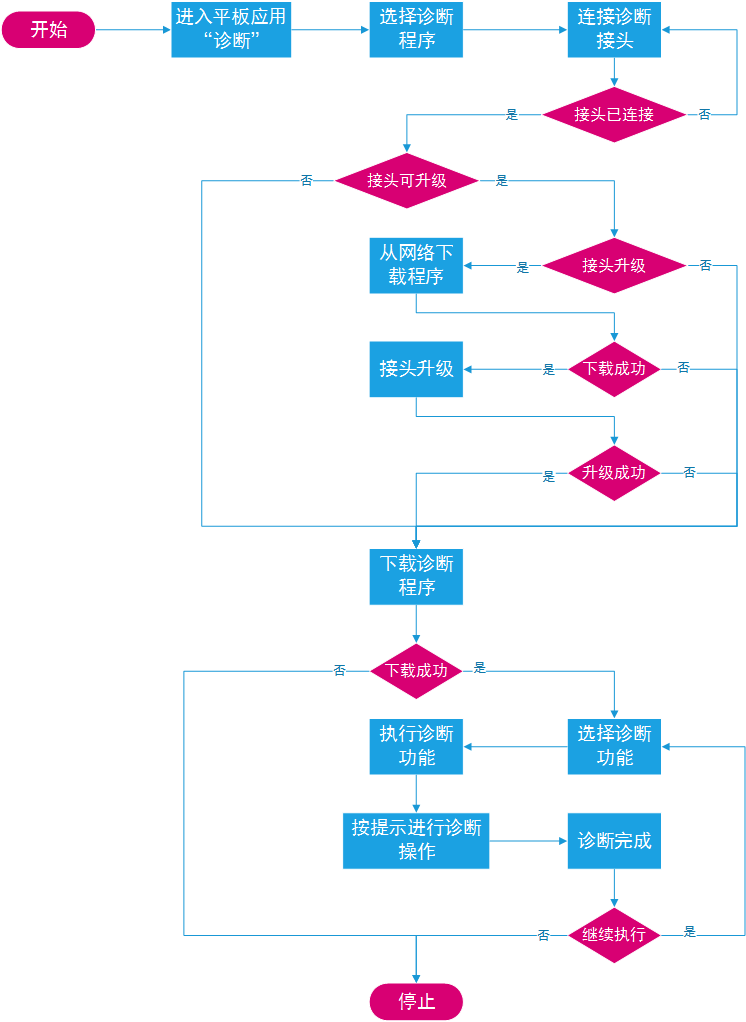 开始
进入平板应用
“诊断”
选择诊断
程序
连接诊断
接头
接头已连接
是
否
接头可升级
否
是
接头升级
是
否
从网络下
载程序
下载成功
是
否
接头升级
升级成功
是
否
下载诊断
程序
下载成功
否
是
选择诊断
功能
执行诊断
功能
按提示进行诊断
操作
诊断完成
继续执行
否
是
停止